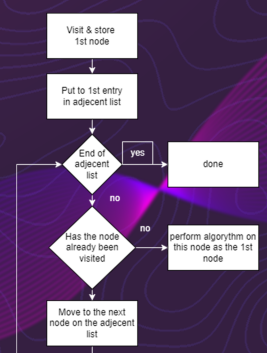 Visit & store
1st node
Put to 1st entry
in adjecent list
End of
adjecent
list
yes
done
no
Has the node
already been
visited
no
perform algorythm on
this node as the 1st
node
Move to the next
node on the adjecent
list